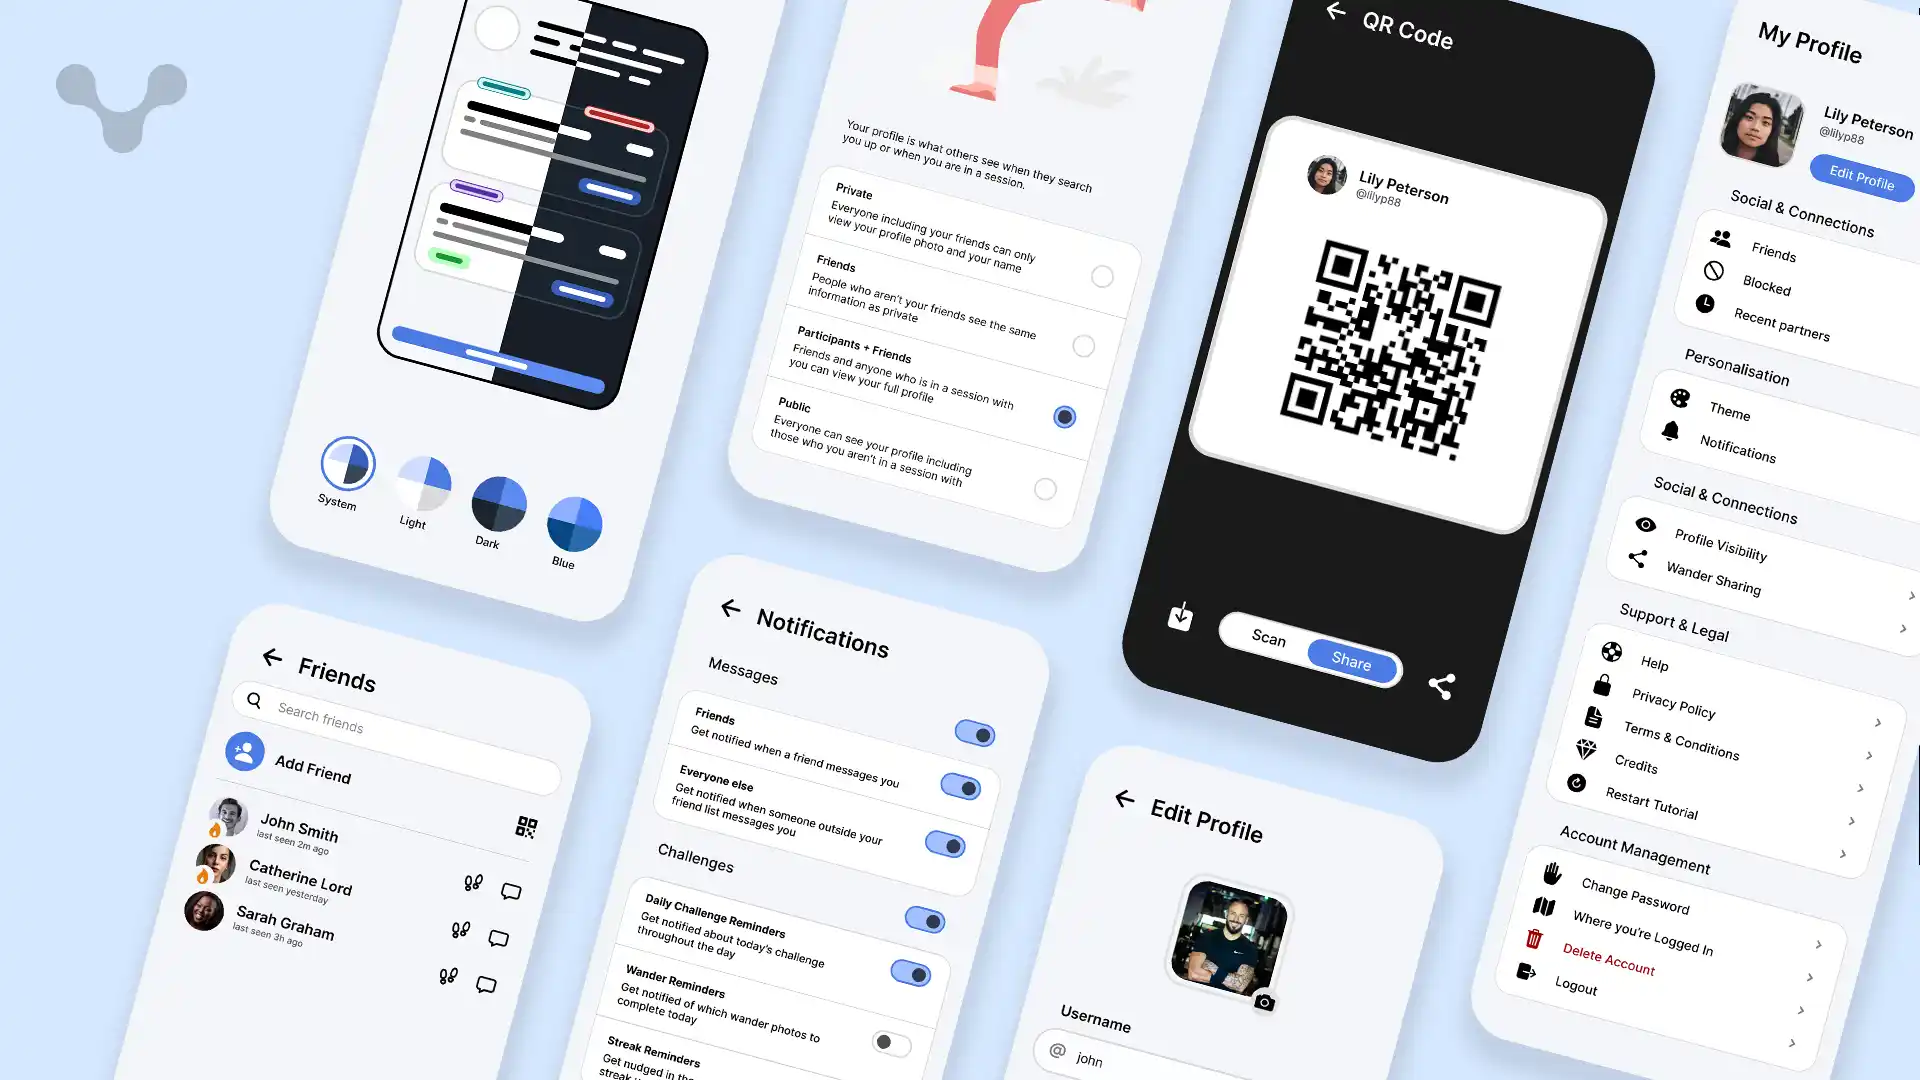 System
Light
Dark
Blue
Your profile is what others see when they search
you up or when you are in a session.
Private
Everyone including your friends can only
view your profile photo and your name
Friends
People who aren't your friends see the same
information as private
Participants + Friends
Friends and anyone who is in a session with
you can view your full profile
Public
Everyone can see your profile including
those who you aren't in a session with
QR Code
Lily Peterson
@lilyp88
Scan
Share
My Profile
Lily Peterson
@lilyp88
Edit Profile
Social & Connections
Friends
Blocked
Recent partners
Personalisation
Theme
Notifications
Social & Connections
Profile Visibility
Wander Sharing
Support & Legal
Help
Privacy Policy
Terms & Conditions
Credits
Restart Tutorial
Account Management
Change Password
Where you're Logged In
Delete Account
Logout
Friends
Search friends
Add Friend
John Smith
last seen 2m ago
Catherine Lord
last seen yesterday
Sarah Graham
last seen 3h ago
Notifications
Messages
Friends
Get notified when a friend messages you
Everyone else
Get notified when someone outside your
friend list messages you
Challenges
Daily Challenge Reminders
Get notified about today's challenge
throughout the day
Wander Reminders
Get notified of which wander photos to
complete today
Streak Reminders
Get nudged in the
streak
Edit Profile
Username
@ john